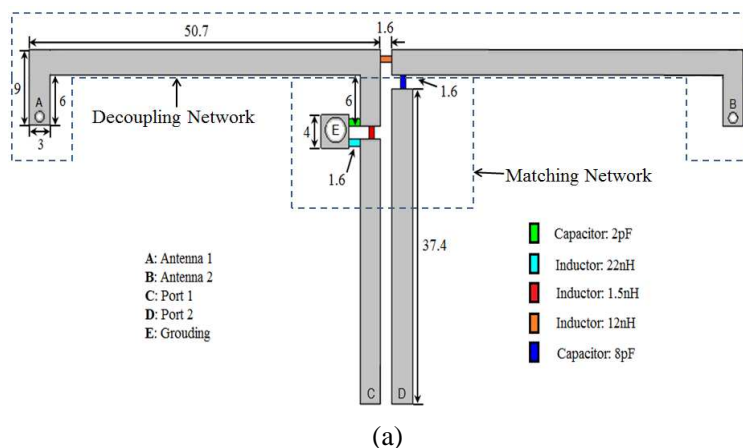 50.7
1.6
9
A
6
3
Decoupling Network
6
1.6
B
4
E
1.6
Matching Network
37.4
A: Antenna 1
B: Antenna 2
C: Port 1
D: Port 2
E: Grouding
Capacitor: 2pF
Inductor: 22nH
Inductor: 1.5nH
Inductor: 12nH
Capacitor: 8pF
C
D
(a)